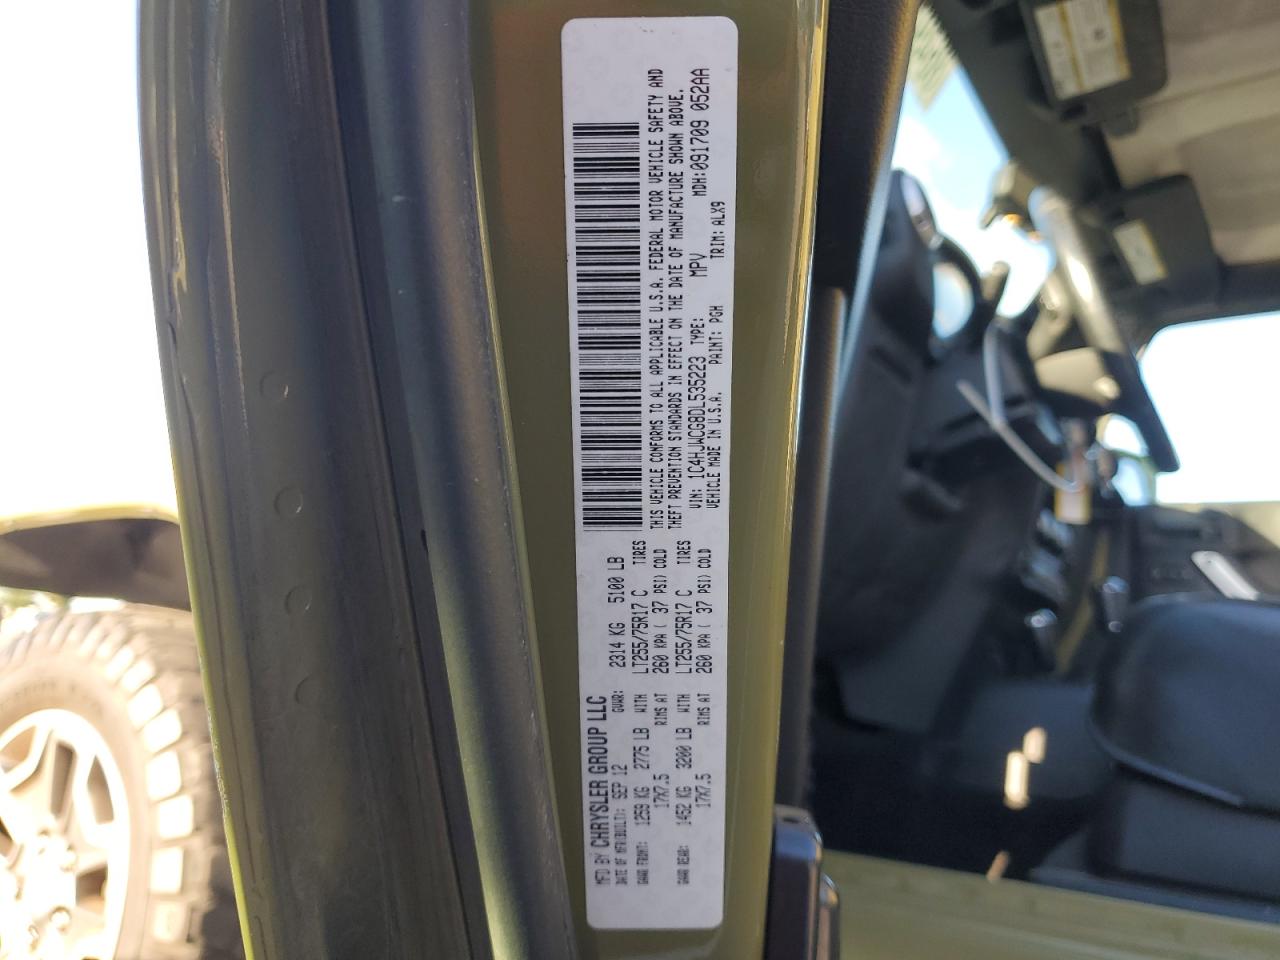 MFD BY CHRYSLER GROUP LLC
DATE OF MFR(BUILT): SEP 12 GVWR: 2314 KG 5100 LB
GAWR FRONT: 1259 KG 2775 LB WITH LT255/75R17 C TIRES
17X7.5 RIMS AT 260 KPA ( 37 PSI) COLD
GAWR REAR: 1452 KG 3200 LB WITH LT255/75R17 C TIRES
17X7.5 RIMS AT 260 KPA ( 37 PSI) COLD
THIS VEHICLE CONFORMS TO ALL APPLICABLE U.S.A. FEDERAL MOTOR VEHICLE SAFETY AND
THEFT PREVENTION STANDARDS IN EFFECT ON THE DATE OF MANUFACTURE SHOWN ABOVE.
VIN: 1C4HJWCG8DL535223 TYPE: MPV MDH:091709 052AA
VEHICLE MADE IN U.S.A. PAINT: PGH TRIM: ALX9